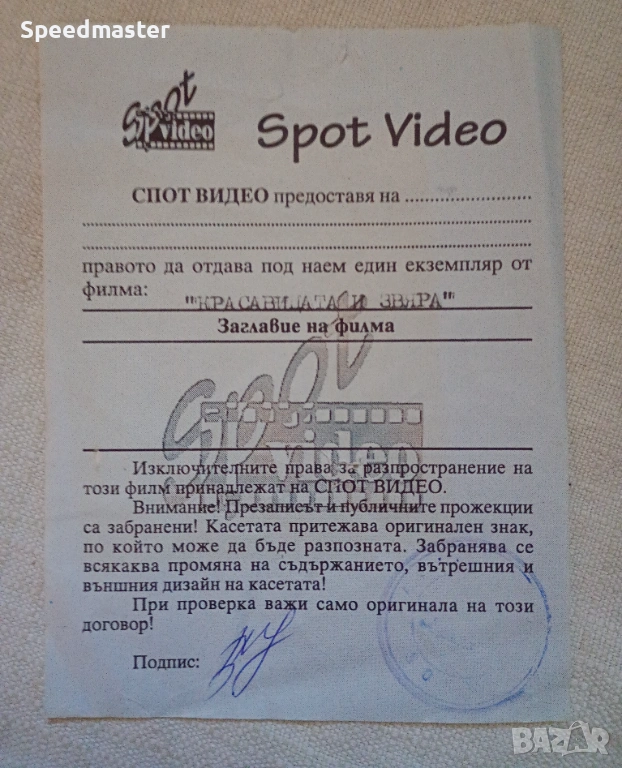 Speedmaster
Spot video
Spot Video
СПОТ ВИДЕО предоставя на
правото да отдава под наем един екземпляр от
филма:
"КРАСАВИЦАТА И ЗВЯРА"
Заглавие на филма
Spot video
Изключителните права за разпространение на
този филм принадлежат на СПОТ ВИДЕО.
Внимание! Презаписът и публичните прожекции
са забранени! Касетата притежава оригинален знак,
по който може да бъде разпозната. Забранява се
всякаква промяна на съдържанието, вътрешния и
външния дизайн на касетата!
При проверка важи само оригинала на този
договор!
Подпис:
BAZAR